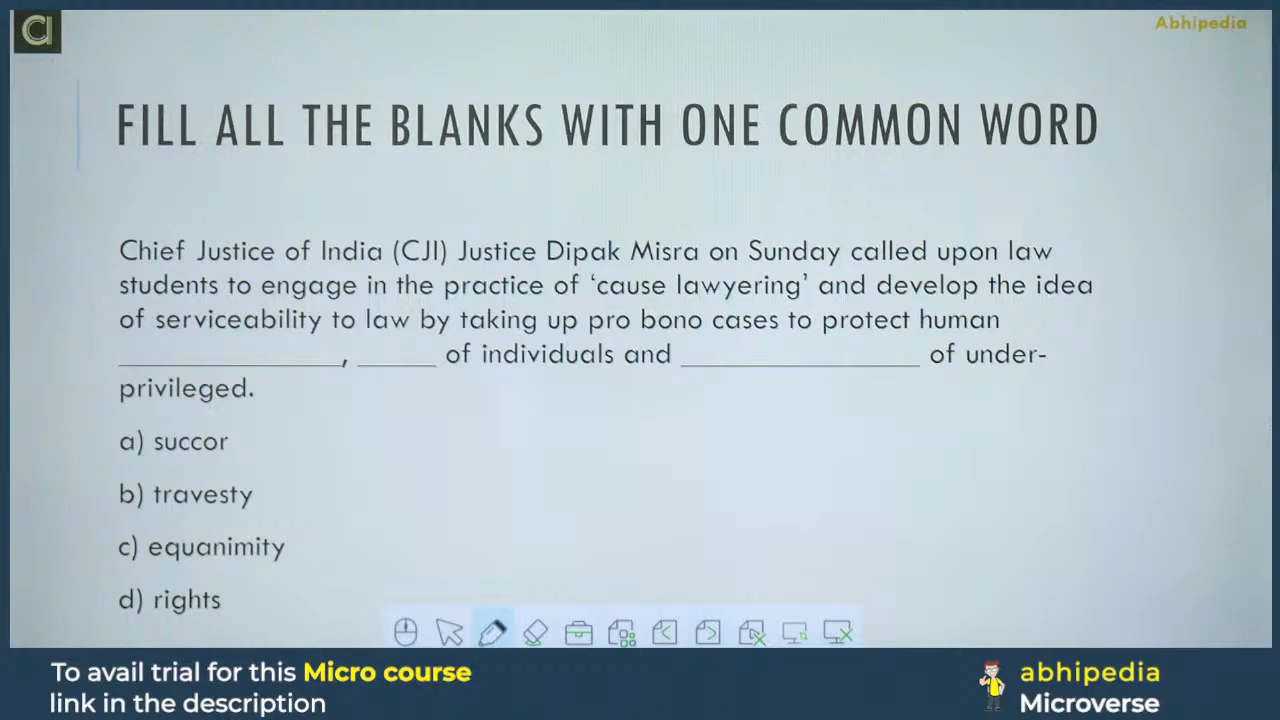 Abhipedia
FILL ALL THE BLANKS WITH ONE COMMON WORD
Chief Justice of India (CJI) Justice Dipak Misra on Sunday called upon law
students to engage in the practice of ‘cause lawyering’ and develop the idea
of serviceability to law by taking up pro bono cases to protect human
____________________, _______ of individuals and _____________________ of under-
privileged.
a) succor
b) travesty
c) equanimity
d) rights
To avail trial for this Micro course
link in the description
abhipedia
Microverse